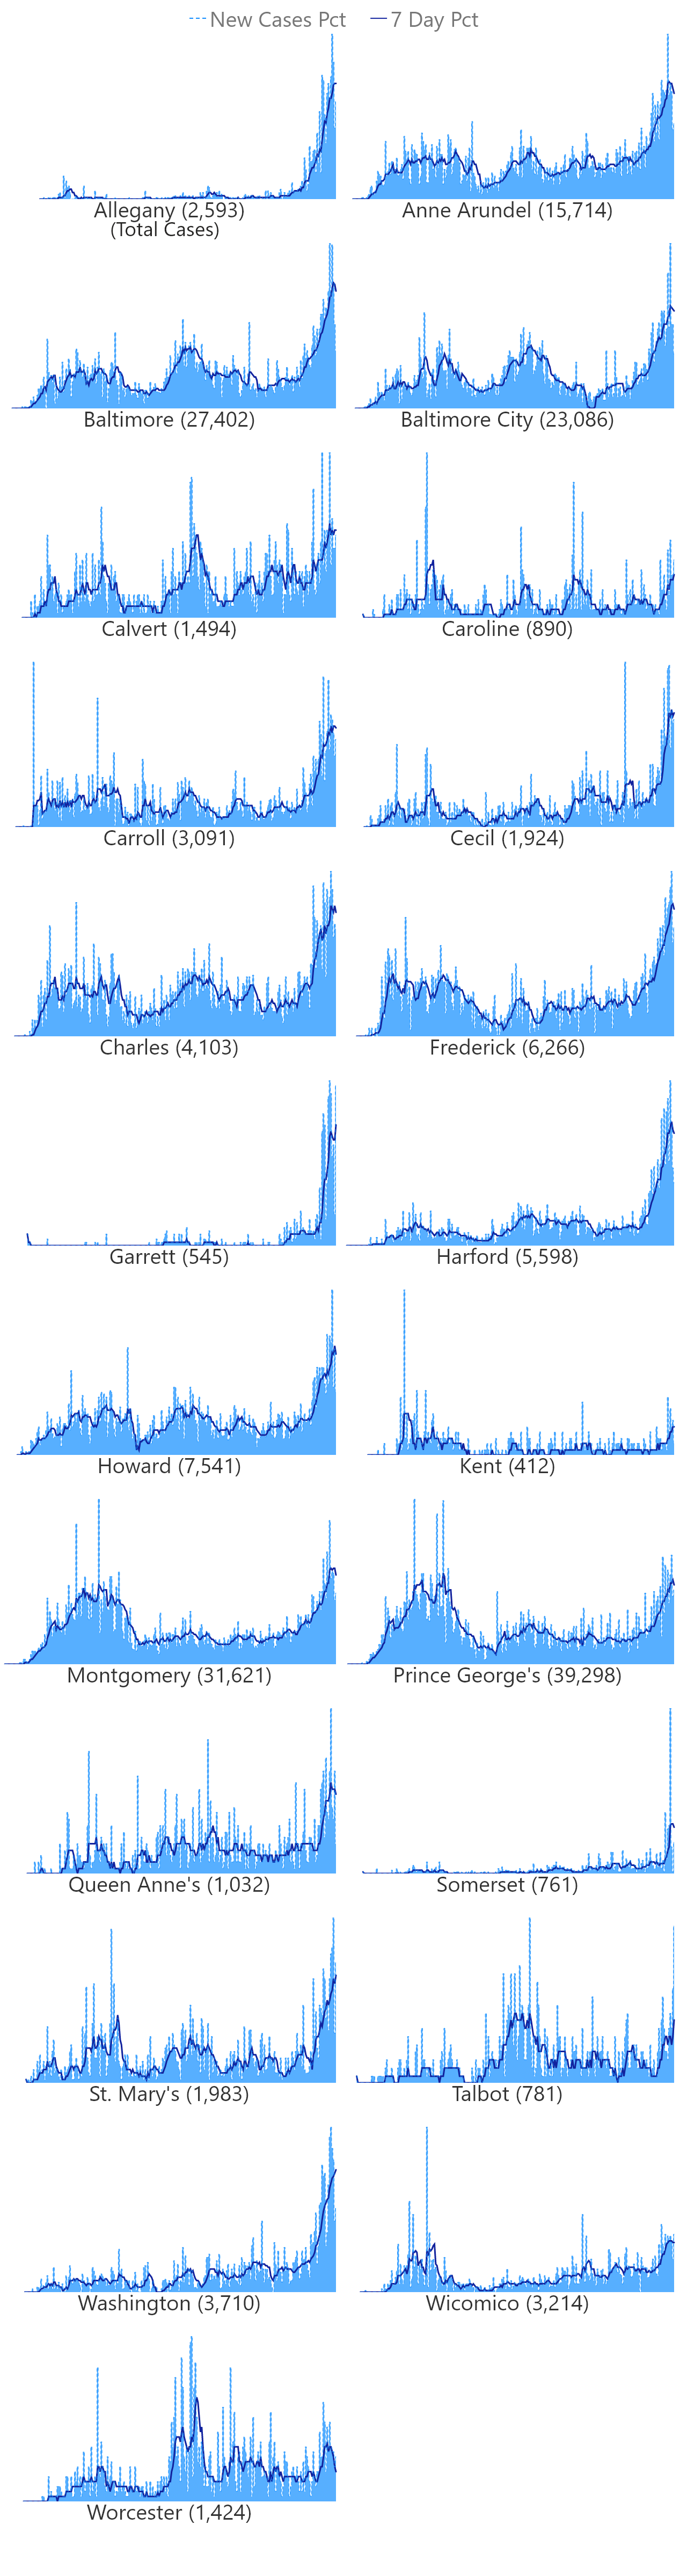 New Cases Pct 7 Day Pct
Allegany (2,593) Anne Arundel (15,714)
(Total Cases)
Baltimore (27,402) Baltimore City (23,086)
Calvert (1,494) Caroline (890)
Carroll (3,091) Cecil (1,924)
Charles (4,103) Frederick (6,266)
Garrett (545) Harford (5,598)
Howard (7,541) Kent (412)
Montgomery (31,621) Prince George's (39,298)
Queen Anne's (1,032) Somerset (761)
St. Mary's (1,983) Talbot (781)
Washington (3,710) Wicomico (3,214)
Worcester (1,424)